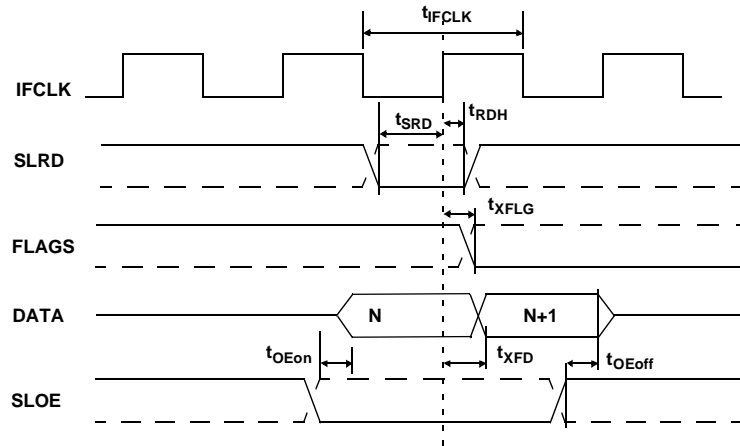 tIFCLK
IFCLK
tSRD
tRDH
SLRD
tXFLG
FLAGS
DATA
N
N+1
tOEon
tXFD
tOEoff
SLOE